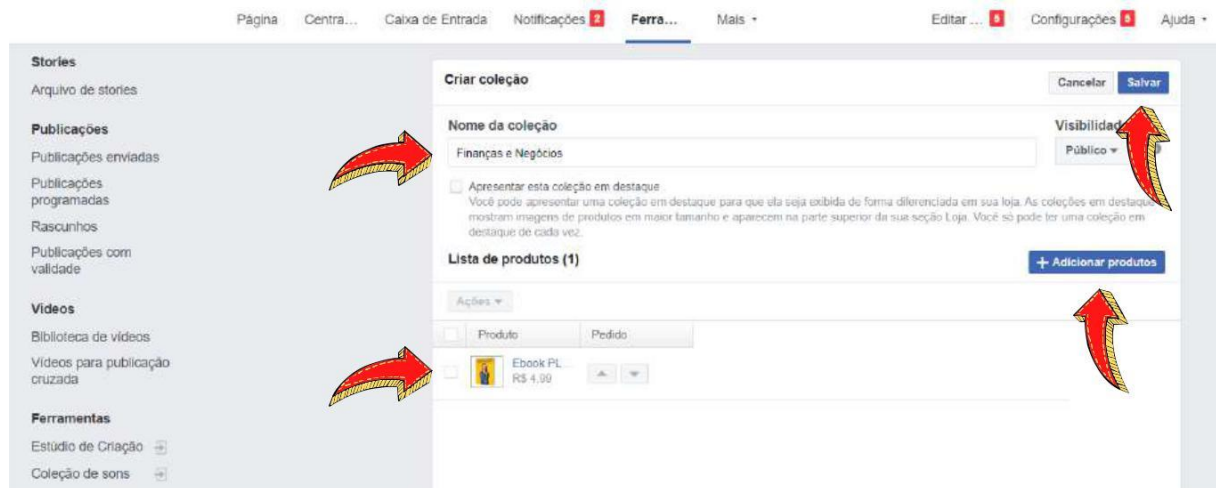 Página Centra... Caixa de Entrada Notificações 2 Ferra... Mais Editar ... 5 Configurações 5 Ajuda
Stories
Arquivo de stories
Publicações
Publicações enviadas
Publicações
programadas
Rascunhos
Publicações com
validade
Vídeos
Biblioteca de vídeos
Vídeos para publicação
cruzada
Ferramentas
Estúdio de Criação
Coleção de sons
Criar coleção Cancelar Salvar
Nome da coleção Visibilidad
Finanças e Negócios Público
Apresentar esta coleção em destaque
Você pode apresentar uma coleção em destaque para que ela seja exibida de forma diferenciada em sua loja. As coleções em destaque
mostram imagens de produtos em maior tamanho e aparecem na parte superior da sua seção Loja. Você só pode ter uma coleção em
destaque de cada vez.
Lista de produtos (1) + Adicionar produtos
Ações
Produto Pedido
Ebook PL...
R$ 4,99